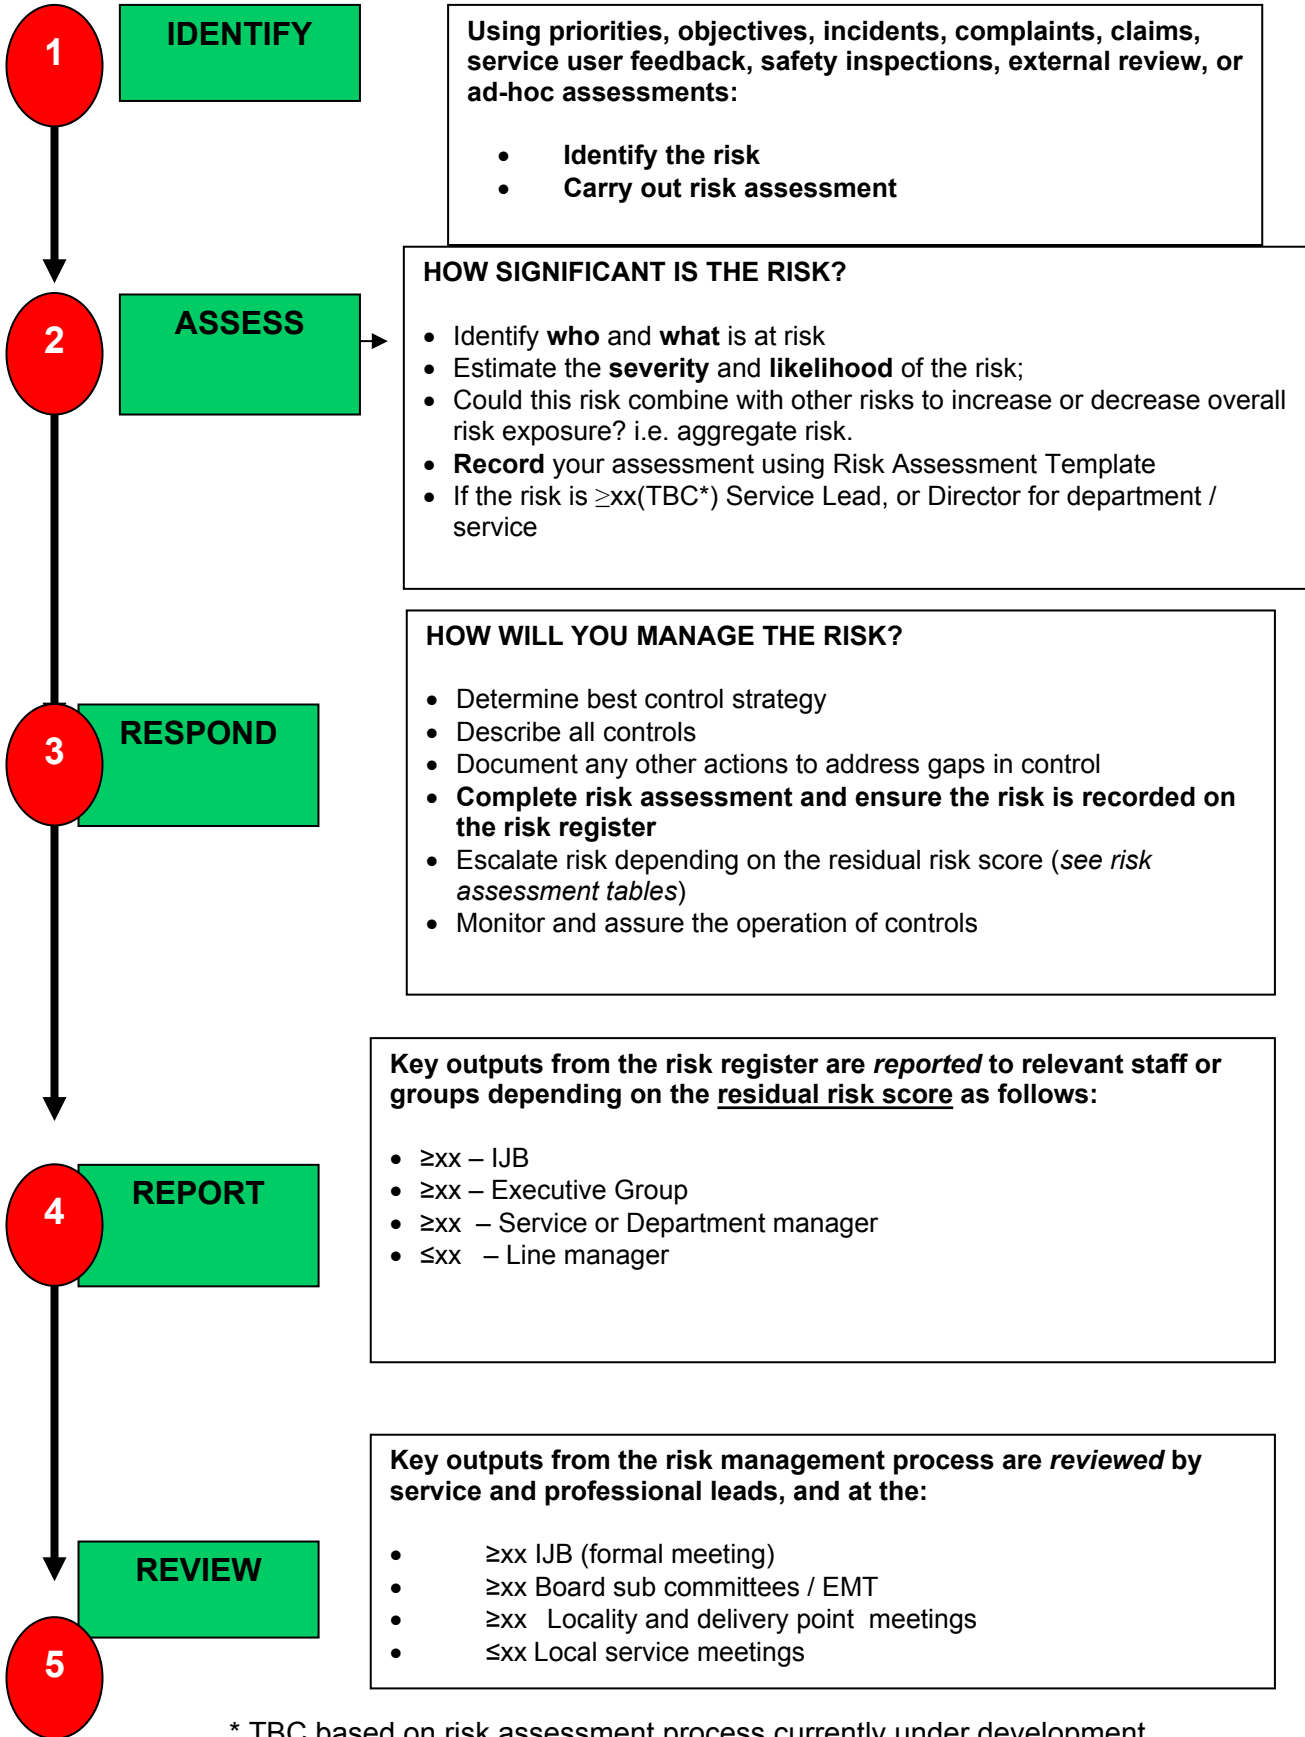 1
IDENTIFY
Using priorities, objectives, incidents, complaints, claims,
service user feedback, safety inspections, external review, or
ad-hoc assessments:
• Identify the risk
• Carry out risk assessment
2
ASSESS
HOW SIGNIFICANT IS THE RISK?
• Identify who and what is at risk
• Estimate the severity and likelihood of the risk;
• Could this risk combine with other risks to increase or decrease overall
risk exposure? i.e. aggregate risk.
• Record your assessment using Risk Assessment Template
• If the risk is ≥xx(TBC*) Service Lead, or Director for department /
service
3
RESPOND
HOW WILL YOU MANAGE THE RISK?
• Determine best control strategy
• Describe all controls
• Document any other actions to address gaps in control
• Complete risk assessment and ensure the risk is recorded on
the risk register
• Escalate risk depending on the residual risk score (see risk
assessment tables)
• Monitor and assure the operation of controls
4
REPORT
Key outputs from the risk register are reported to relevant staff or
groups depending on the residual risk score as follows:
• ≥xx – IJB
• ≥xx – Executive Group
• ≥xx – Service or Department manager
• ≤xx – Line manager
5
REVIEW
Key outputs from the risk management process are reviewed by
service and professional leads, and at the:
• ≥xx IJB (formal meeting)
• ≥xx Board sub committees / EMT
• ≥xx Locality and delivery point meetings
• ≤xx Local service meetings
* TBC based on risk assessment process currently under development